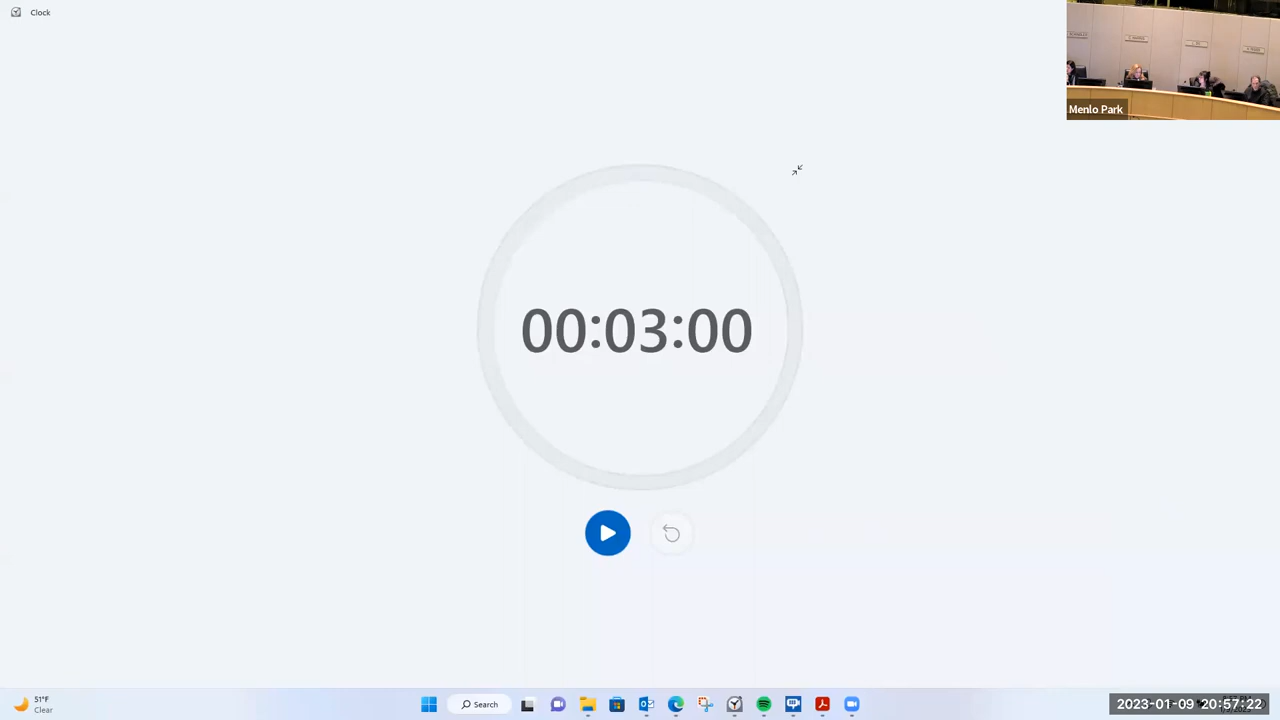 Clock
Menlo Park
00:03:00
51°F
Clear
Search
2023-01-09 20:57:22